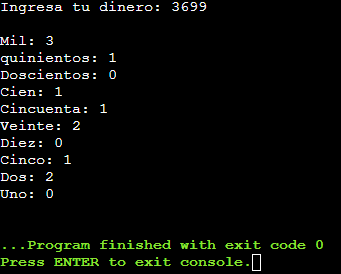 Ingresa tu dinero: 3699
Mil: 3
quinientos: 1
Doscientos: 0
Cien: 1
Cincuenta: 1
Veinte: 2
Diez: 0
Cinco: 1
Dos: 2
Uno: 0
...Program finished with exit code 0
Press ENTER to exit console.